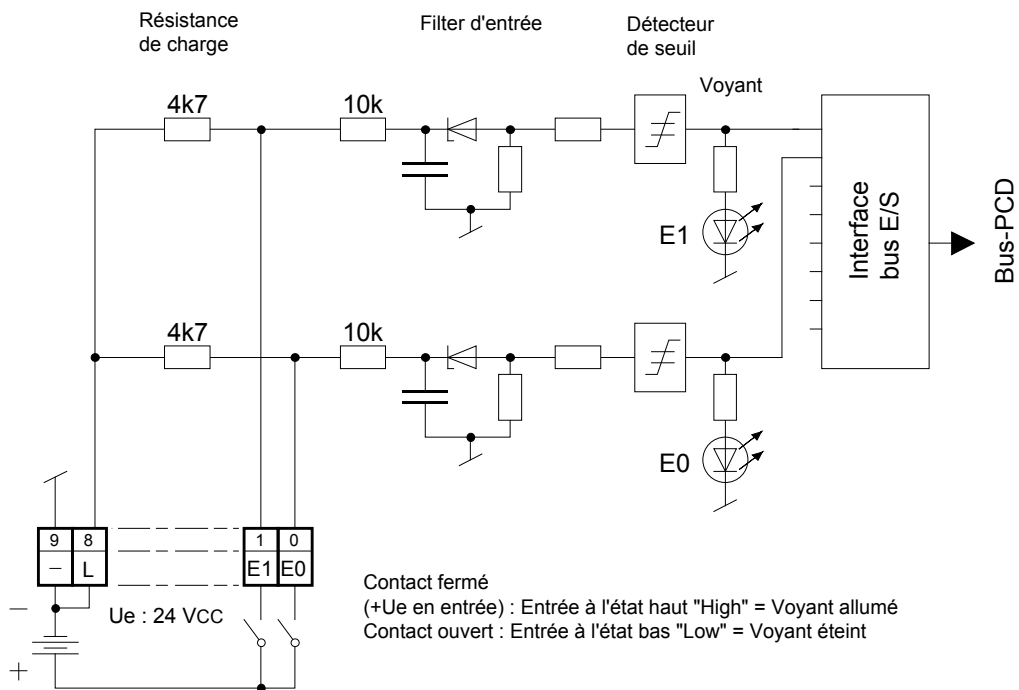 Résistance
de charge
Filter d'entrée
Détecteur
de seuil
Voyant
4k7
10k
E1
Interface
bus E/S
Bus-PCD
4k7
10k
E0
9 8 1 0
– L E1 E0
Ue : 24 VCC
–
+
Contact fermé
(+Ue en entrée) : Entrée à l'état haut "High" = Voyant allumé
Contact ouvert : Entrée à l'état bas "Low" = Voyant éteint